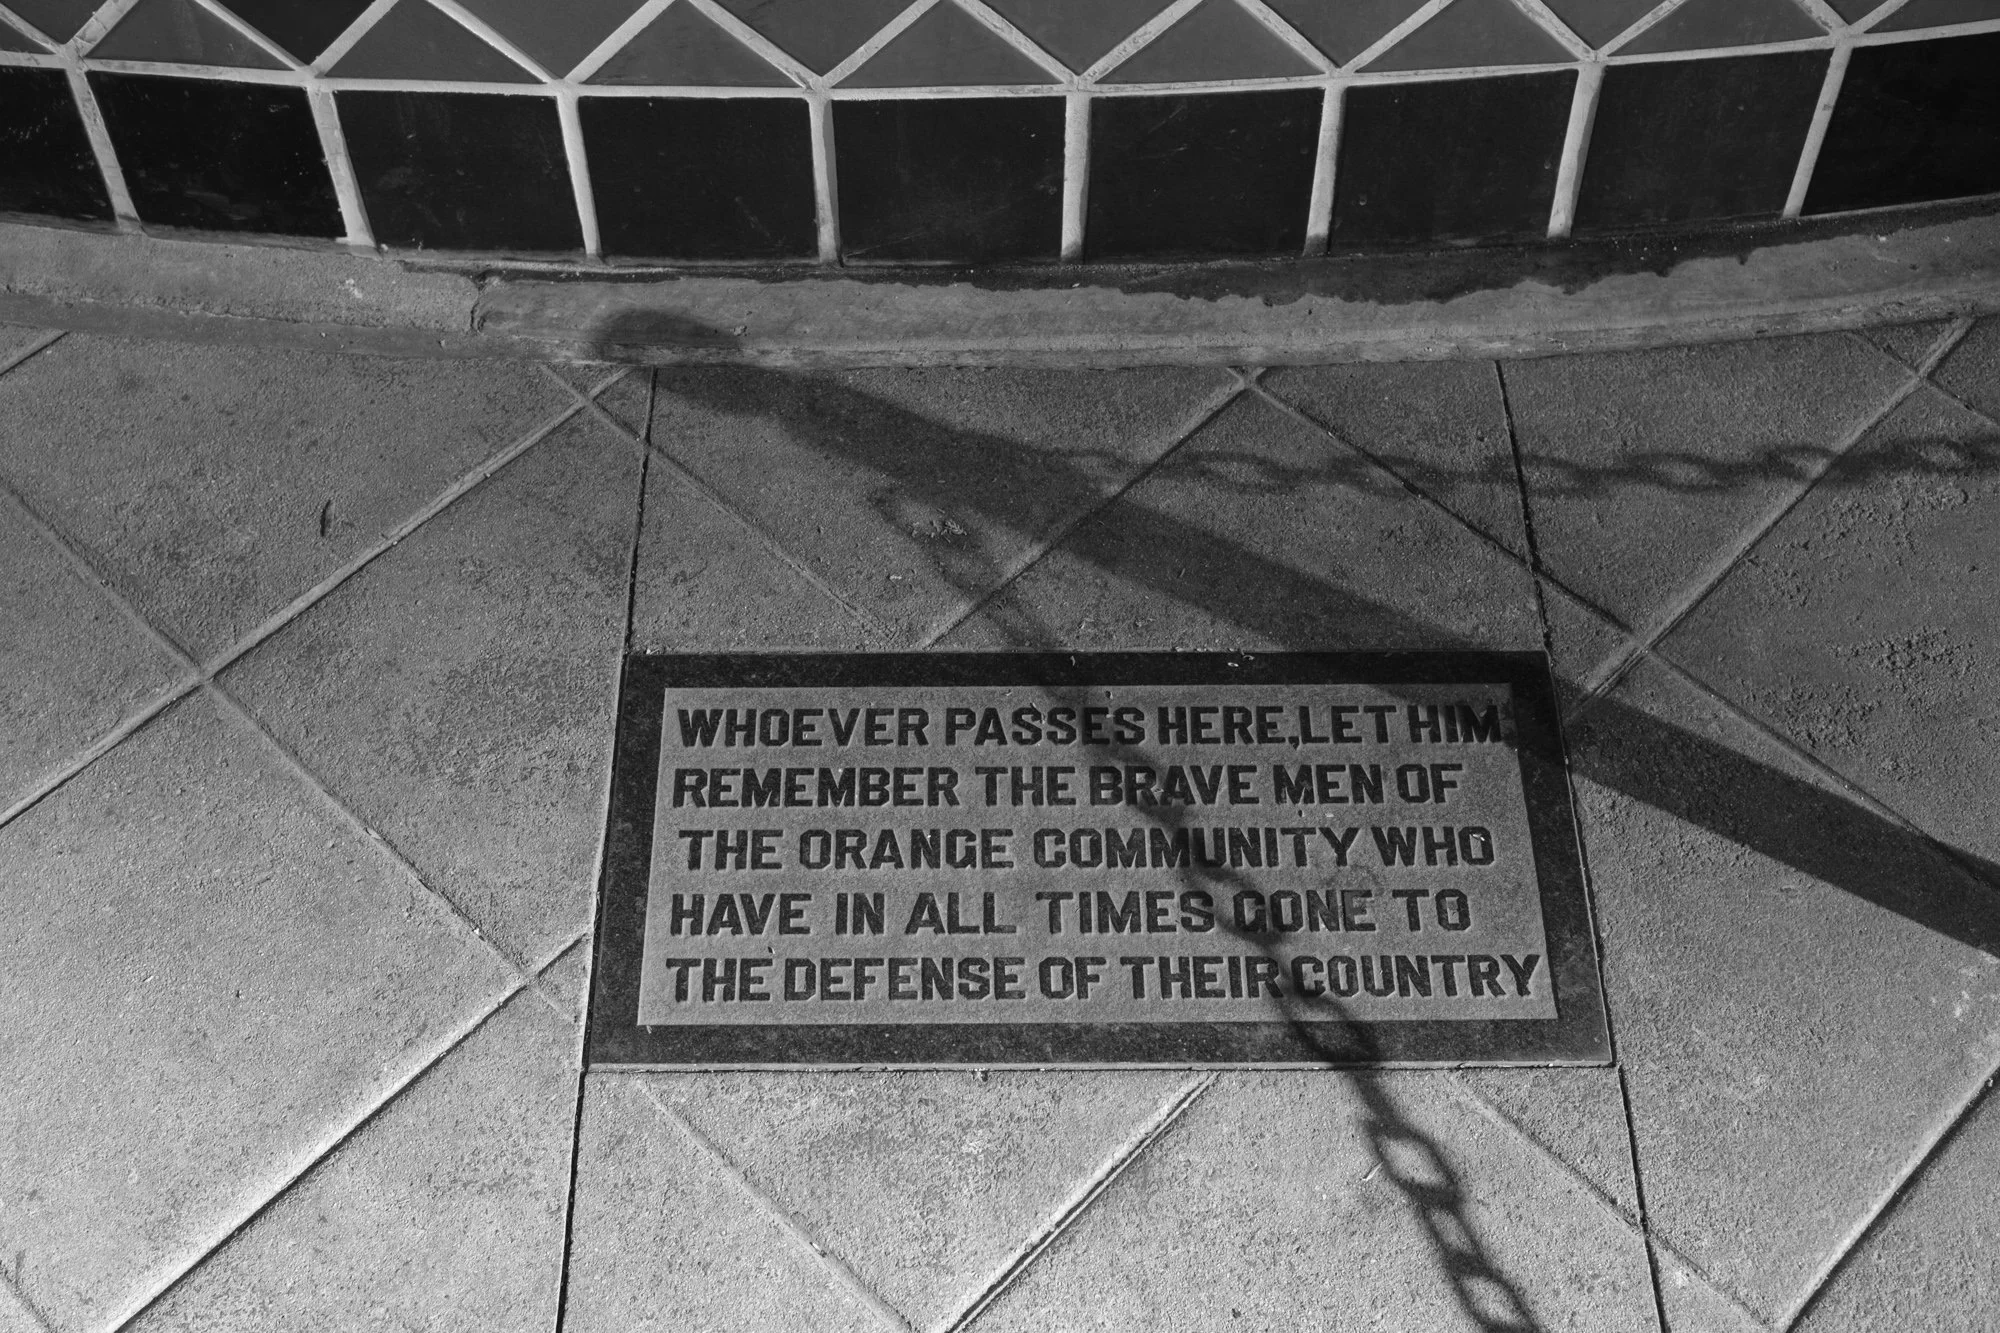 WHOEVER PASSES HERE, LET HIM
REMEMBER THE BRAVE MEN OF
THE ORANGE COMMUNITY WHO
HAVE IN ALL TIMES GONE TO
THE DEFENSE OF THEIR COUNTRY